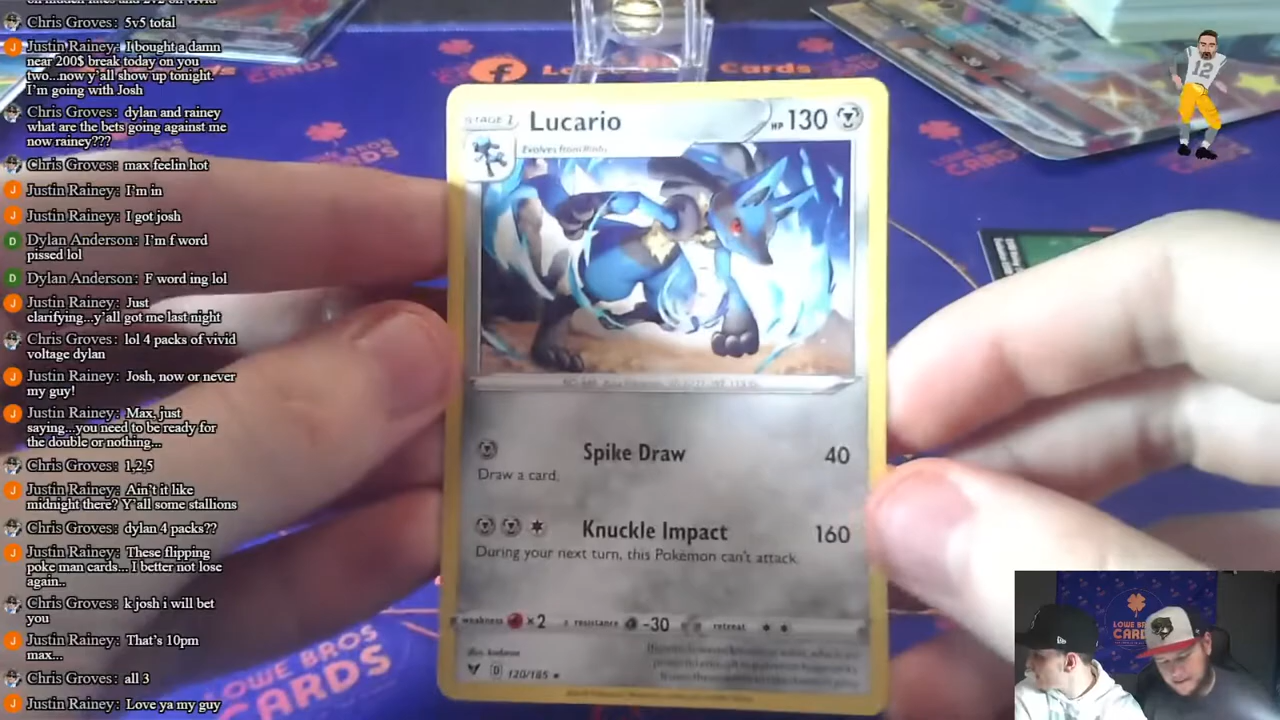 Chris Groves: 5v5 total
Justin Rainey: I bought a damn
near 200$ break today on you
two...now y'all show up tonight.
I'm going with Josh
Chris Groves: dylan and rainey
what are the bets going against me
now rainey???
Chris Groves: max feelin hot
Justin Rainey: I'm in
Justin Rainey: I got josh
Dylan Anderson: I'm f word
pissed lol
Dylan Anderson: F word ing lol
Justin Rainey: Just
clarifying...y'all got me last night
Chris Groves: lol 4 packs of vivid
voltage dylan
Justin Rainey: Josh, now or never
my guy!
Justin Rainey: Max, just
saying...you need to be ready for
the double or nothing...
Chris Groves: 1,2,5
Justin Rainey: Ain't it like
midnight there? Y'all some stallions
Chris Groves: dylan 4 packs??
Justin Rainey: These flipping
poke man cards... I better not lose
again..
Chris Groves: k josh i will bet
you
Justin Rainey: That's 10pm
max...
Chris Groves: all 3
Justin Rainey: Love ya my guy
Cards
LOWE BROS
CARDS
STAGE 1
Lucario
HP 130
Evolves from
Spike Draw 40
Draw a card.
Knuckle Impact 160
During your next turn, this Pokémon can't attack.
weakness ×2 resistance -30 retreat
D 120/185
LOWE BROS
CARDS
12
LOWE BROS